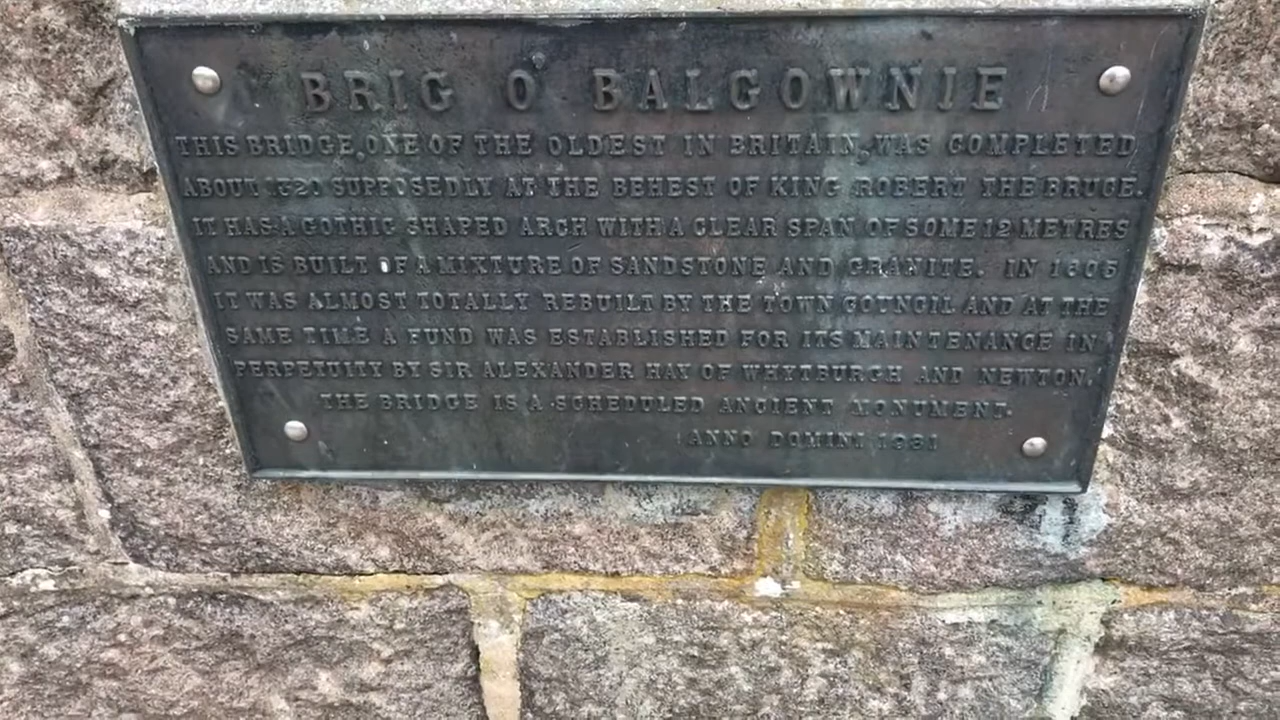 BRIG O BALGOWNIE
THIS BRIDGE, ONE OF THE OLDEST IN BRITAIN, WAS COMPLETED
ABOUT 1320 SUPPOSEDLY AT THE BEHEST OF KING ROBERT THE BRUCE.
IT HAS A GOTHIC SHAPED ARCH WITH A CLEAR SPAN OF SOME 12 METRES
AND IS BUILT OF A MIXTURE OF SANDSTONE AND GRANITE. IN 1605
IT WAS ALMOST TOTALLY REBUILT BY THE TOWN COUNCIL AND AT THE
SAME TIME A FUND WAS ESTABLISHED FOR ITS MAINTENANCE IN
PERPETUITY BY SIR ALEXANDER HAY OF WHYTBURGH AND NEWTON.
THE BRIDGE IS A SCHEDULED ANCIENT MONUMENT.
ANNO DOMINI 1981